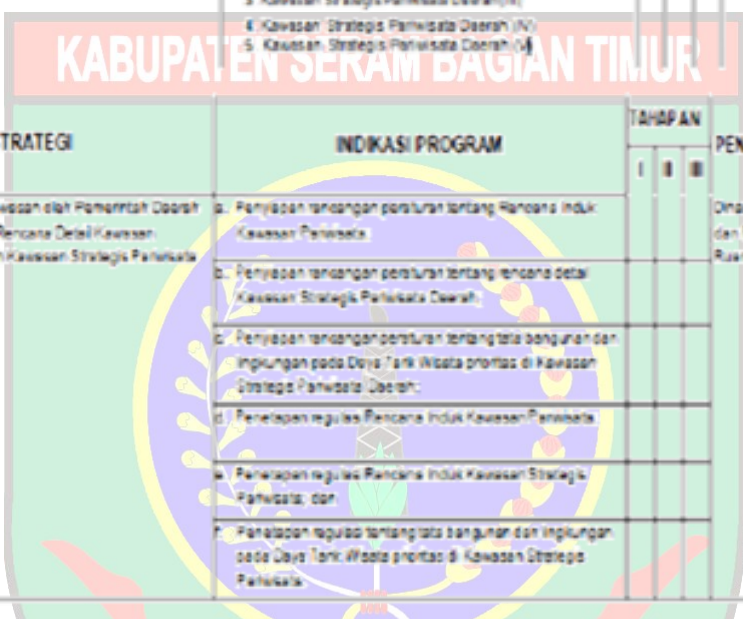 3 Kawasan Strategis Pariwisata Daerah (III)
4 Kawasan Strategis Pariwisata Daerah (IV)
5 Kawasan Strategis Pariwisata Daerah (V)
KABUPATEN SERAM BAGIAN TIMUR
TRATEGI
INDIKASI PROGRAM
TAHAPAN
PEN
I II III
wasan oleh Pemerintah Daerah
Rencana Detail Kawasan
n Kawasan Strategis Pariwisata
a. Penyiapan rancangan peraturan tentang Rencana Induk
Kawasan Pariwisata;
b. Penyiapan rancangan peraturan tentang rencana detail
Kawasan Strategis Pariwisata Daerah;
c. Penyiapan rancangan peraturan tentang tata bangunan dan
lingkungan pada Daya Tarik Wisata prioritas di Kawasan
Strategis Pariwisata Daerah;
d. Penetapan regulasi Rencana Induk Kawasan Pariwisata;
e. Penetapan regulasi Rencana Induk Kawasan Strategis
Pariwisata; dan
f. Penetapan regulasi tentang tata bangunan dan lingkungan
pada Daya Tarik Wisata prioritas di Kawasan Strategis
Pariwisata.
Dina
dan
Rua